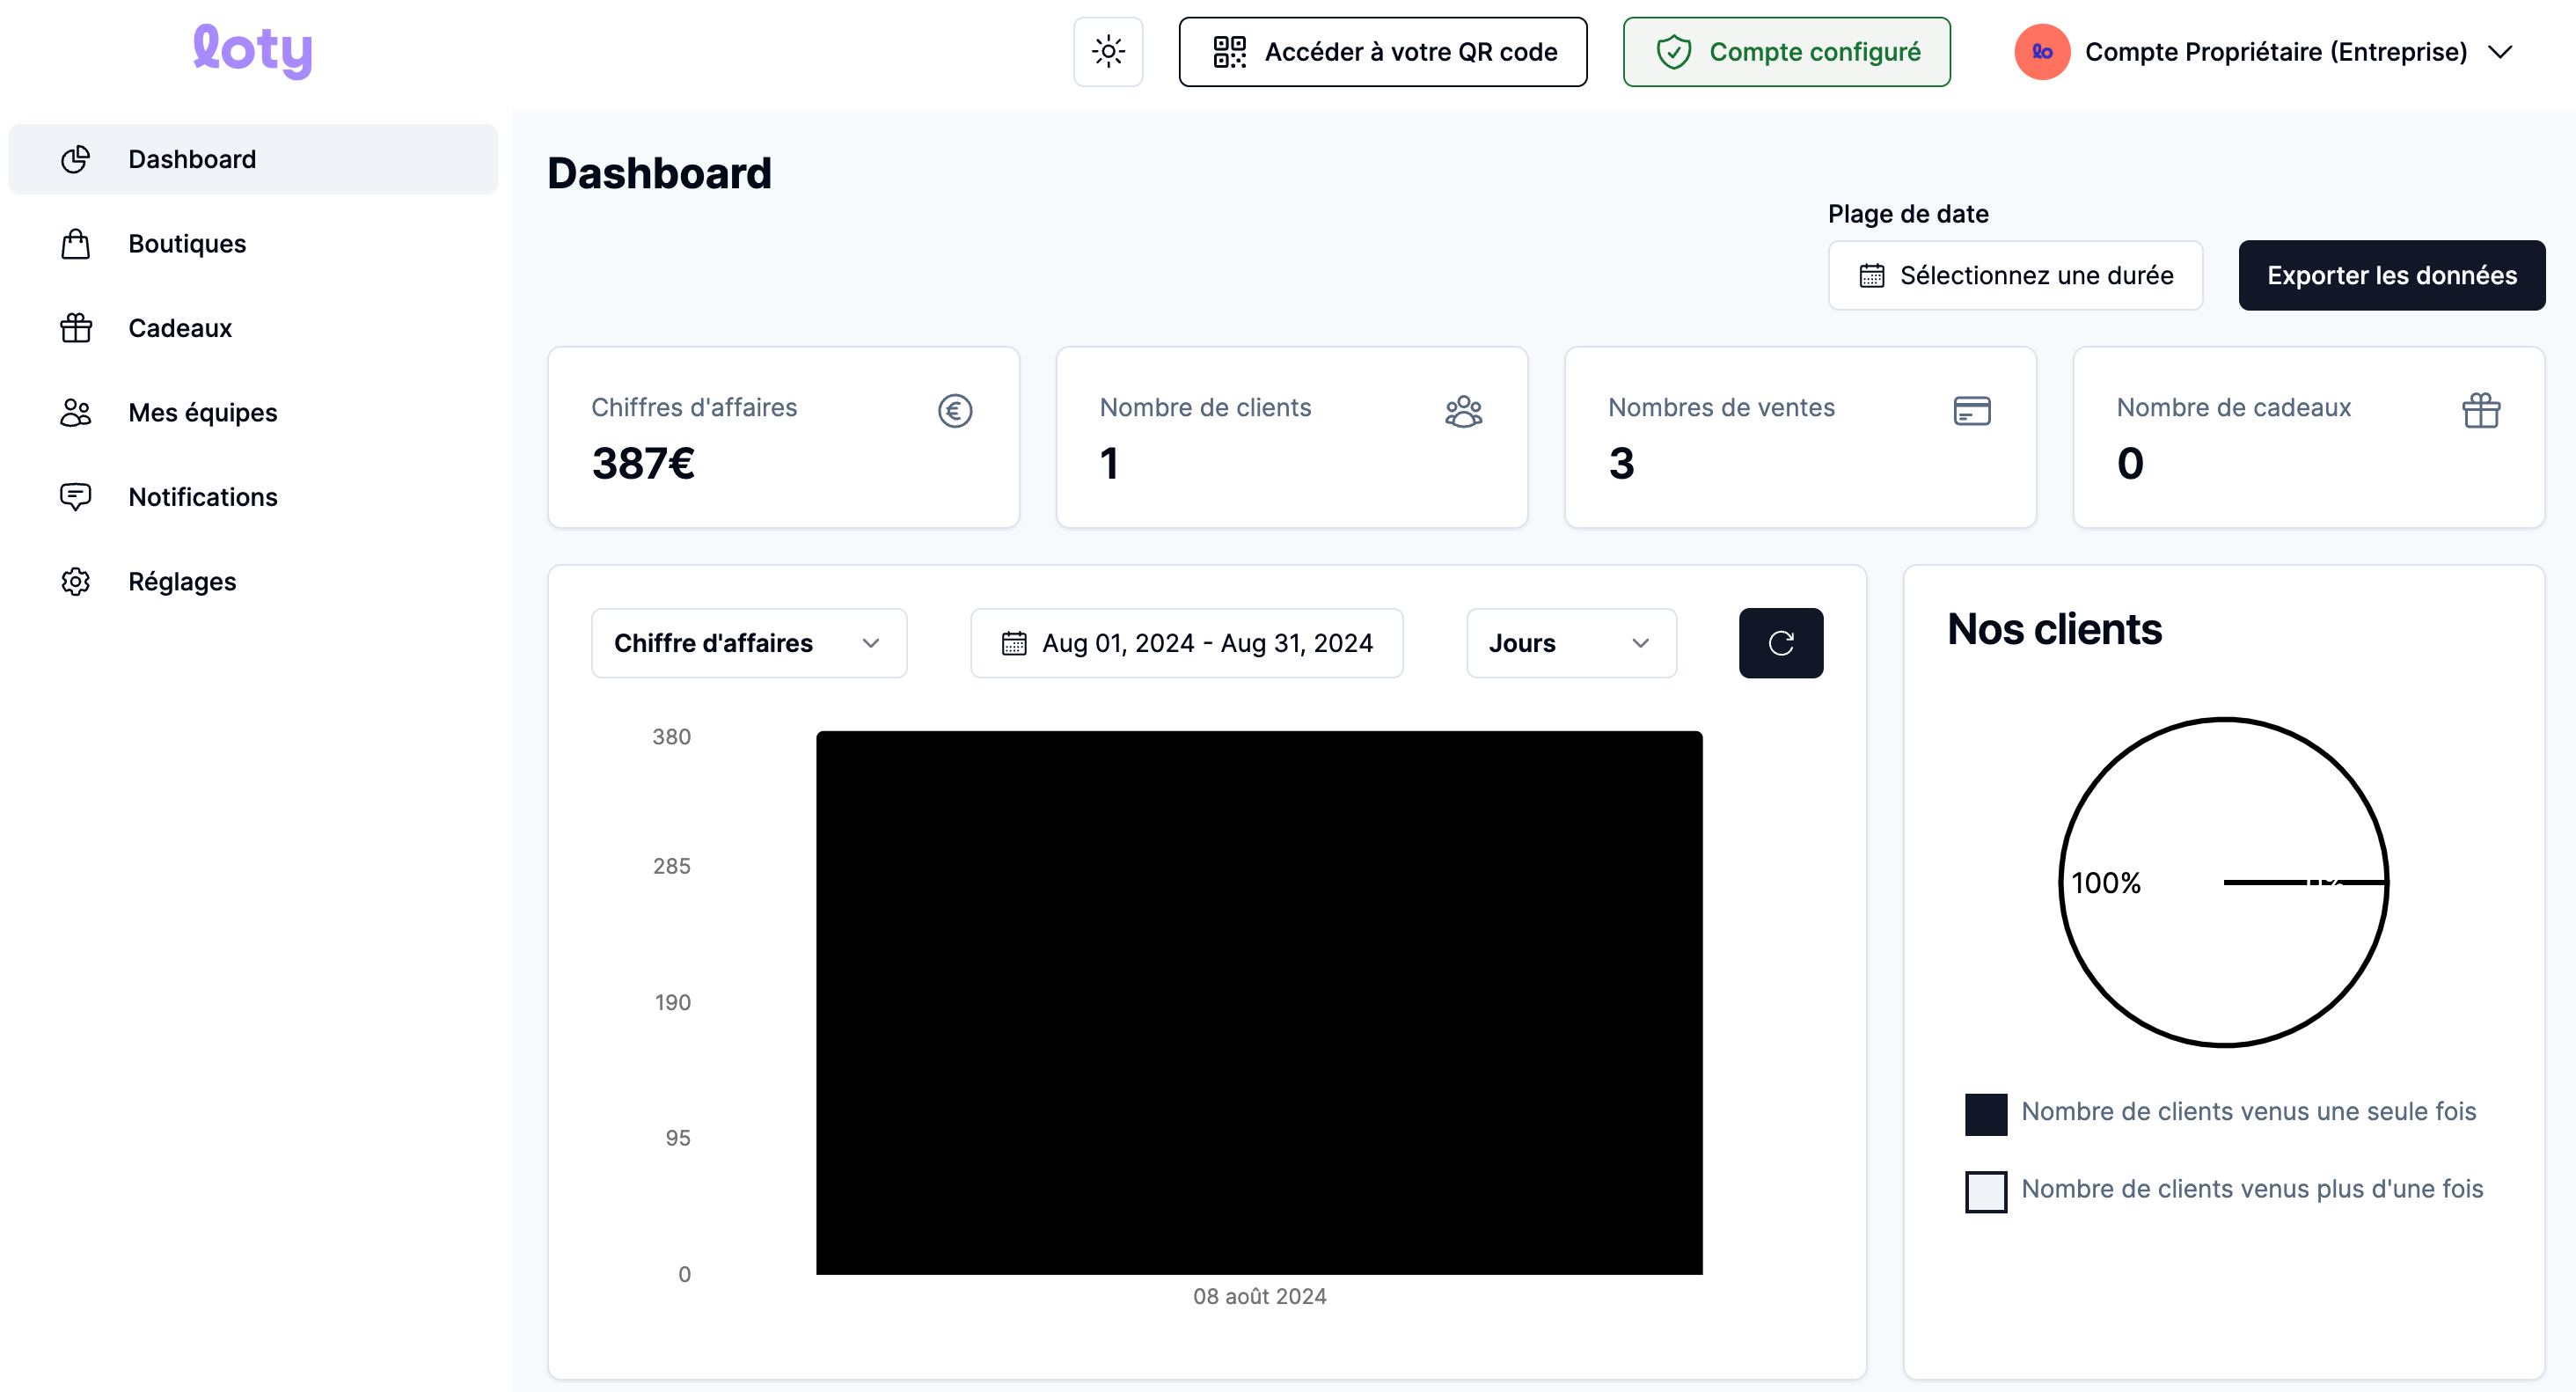 loty
Accéder à votre QR code
Compte configuré
lo
Compte Propriétaire (Entreprise)
Dashboard
Boutiques
Cadeaux
Mes équipes
Notifications
Réglages
Dashboard
Plage de date
Sélectionnez une durée
Exporter les données
Chiffres d'affaires
387€
Nombre de clients
1
Nombres de ventes
3
Nombre de cadeaux
0
Chiffre d'affaires
Aug 01, 2024 - Aug 31, 2024
Jours
380
285
190
95
0
08 août 2024
Nos clients
100%
0%
Nombre de clients venus une seule fois
Nombre de clients venus plus d'une fois